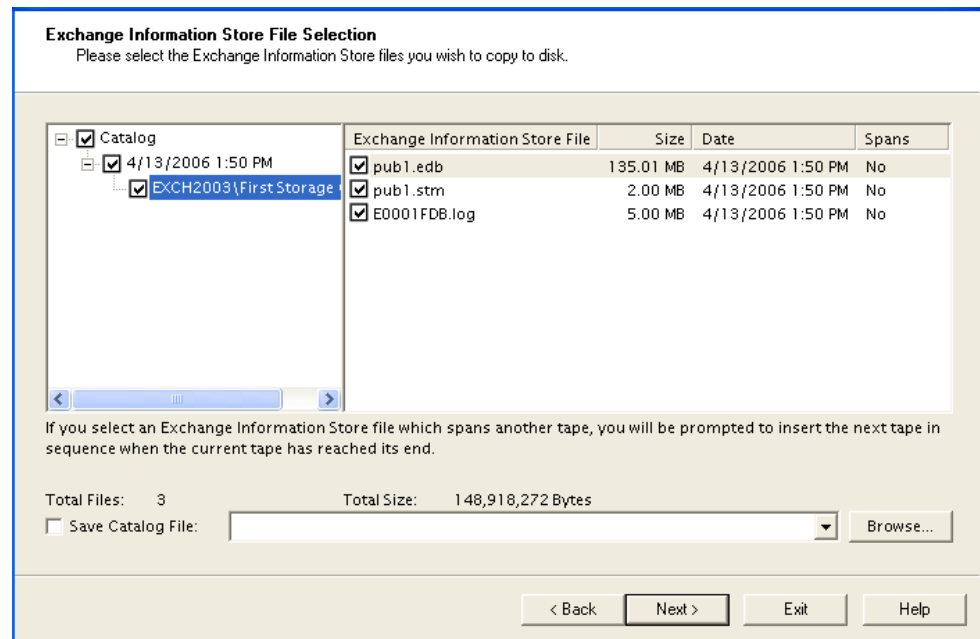 Exchange Information Store File Selection
Please select the Exchange Information Store files you wish to copy to disk.
Catalog
4/13/2006 1:50 PM
EXCH2003\First Storage
Exchange Information Store File Size Date Spans
pub1.edb 135.01 MB 4/13/2006 1:50 PM No
pub1.stm 2.00 MB 4/13/2006 1:50 PM No
E0001FDB.log 5.00 MB 4/13/2006 1:50 PM No
If you select an Exchange Information Store file which spans another tape, you will be prompted to insert the next tape in
sequence when the current tape has reached its end.
Total Files: 3 Total Size: 148,918,272 Bytes
Save Catalog File: Browse...
< Back Next > Exit Help